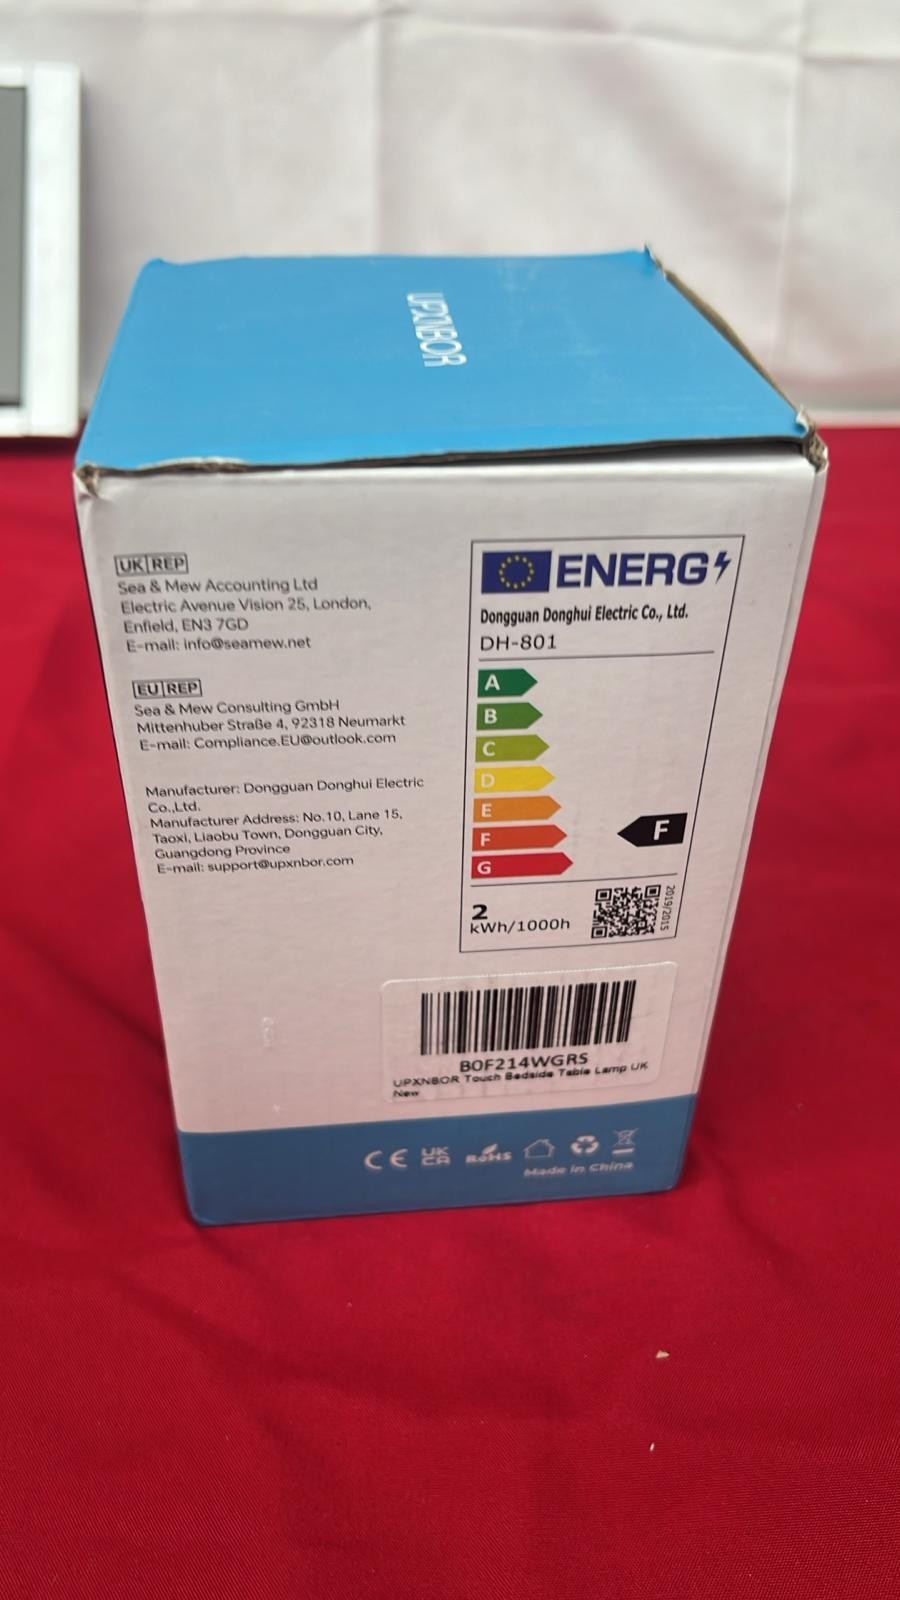 UPXNBOR
UK REP
Sea & Mew Accounting Ltd
Electric Avenue Vision 25, London,
Enfield, EN3 7GD
E-mail: info@seamew.net
EU REP
Sea & Mew Consulting GmbH
Mittenhuber Straße 4, 92318 Neumarkt
E-mail: Compliance.EU@outlook.com
Manufacturer: Dongguan Donghui Electric
Co.,Ltd.
Manufacturer Address: No.10, Lane 15,
Taoxi, Liaobu Town, Dongguan City,
Guangdong Province
E-mail: support@upxnbor.com
ENERG
Dongguan Donghui Electric Co., Ltd.
DH-801
A
B
C
D
E
F
G
F
2
kWh/1000h
2019/2015
B0F214WGRS
UPXNBOR Touch Bedside Table Lamp UK
New
CE UK CA RoHS
Made in China